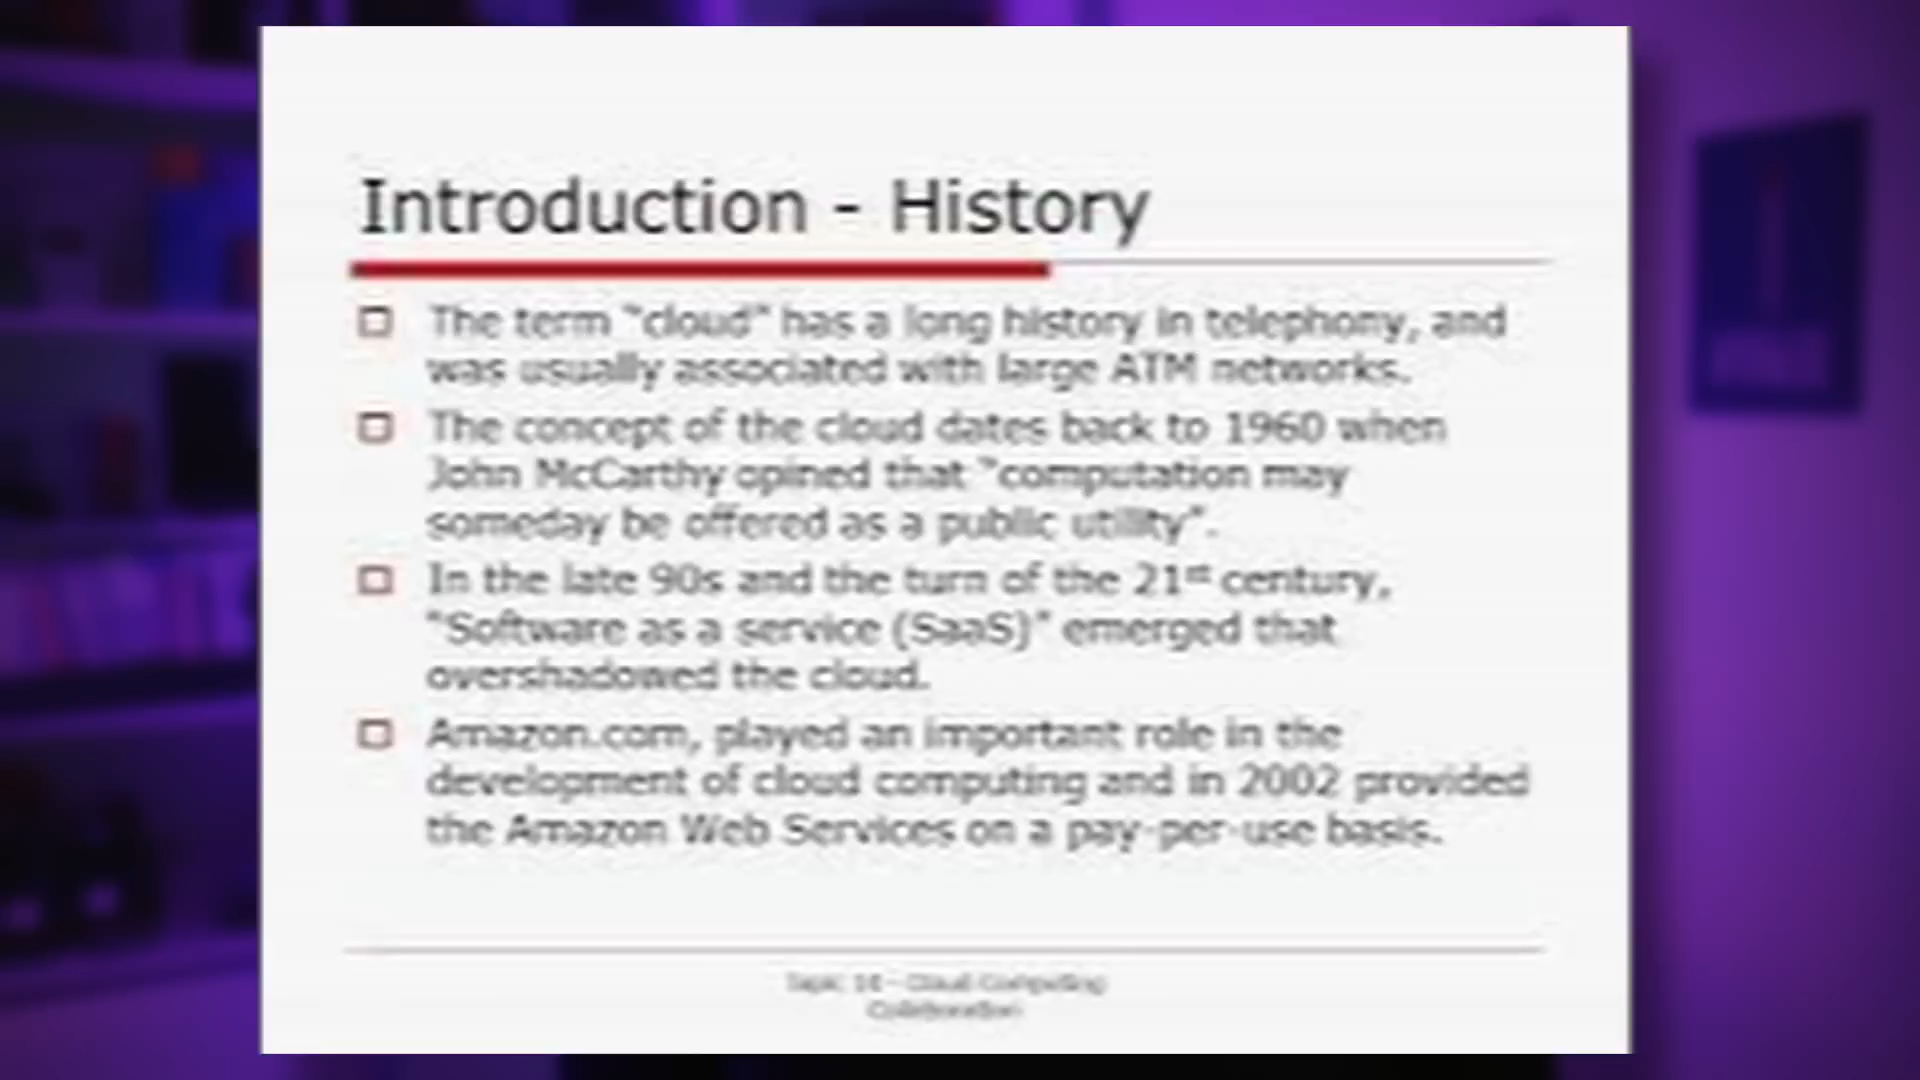 Introduction - History
The term "cloud" has a long history in telephony, and
was usually associated with large ATM networks.
The concept of the cloud dates back to 1960 when
John McCarthy opined that "computation may
someday be offered as a public utility".
In the late 90s and the turn of the 21st century,
"Software as a service (SaaS)" emerged that
overshadowed the cloud.
Amazon.com, played an important role in the
development of cloud computing and in 2002 provided
the Amazon Web Services on a pay-per-use basis.
Cloud Computing
Collaboration